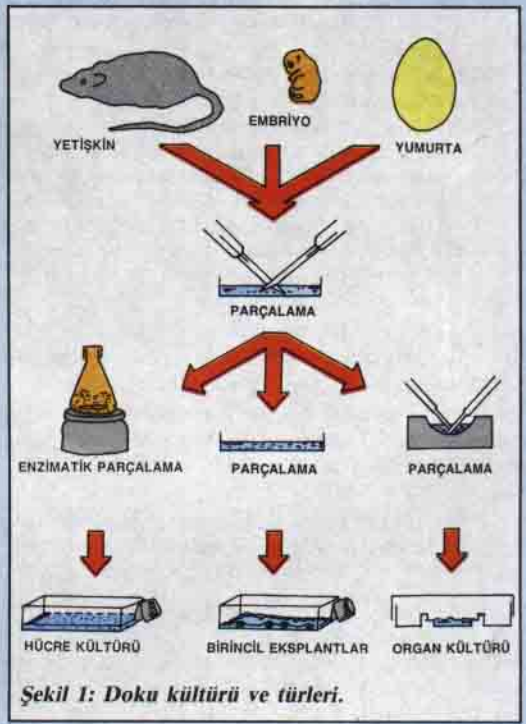 YETİŞKİN
EMBRİYO
YUMURTA
PARÇALAMA
ENZİMATİK PARÇALAMA
PARÇALAMA
PARÇALAMA
HÜCRE KÜLTÜRÜ
BİRİNCİL EKSPLANTLAR
ORGAN KÜLTÜRÜ
Şekil 1: Doku kültürü ve türleri.